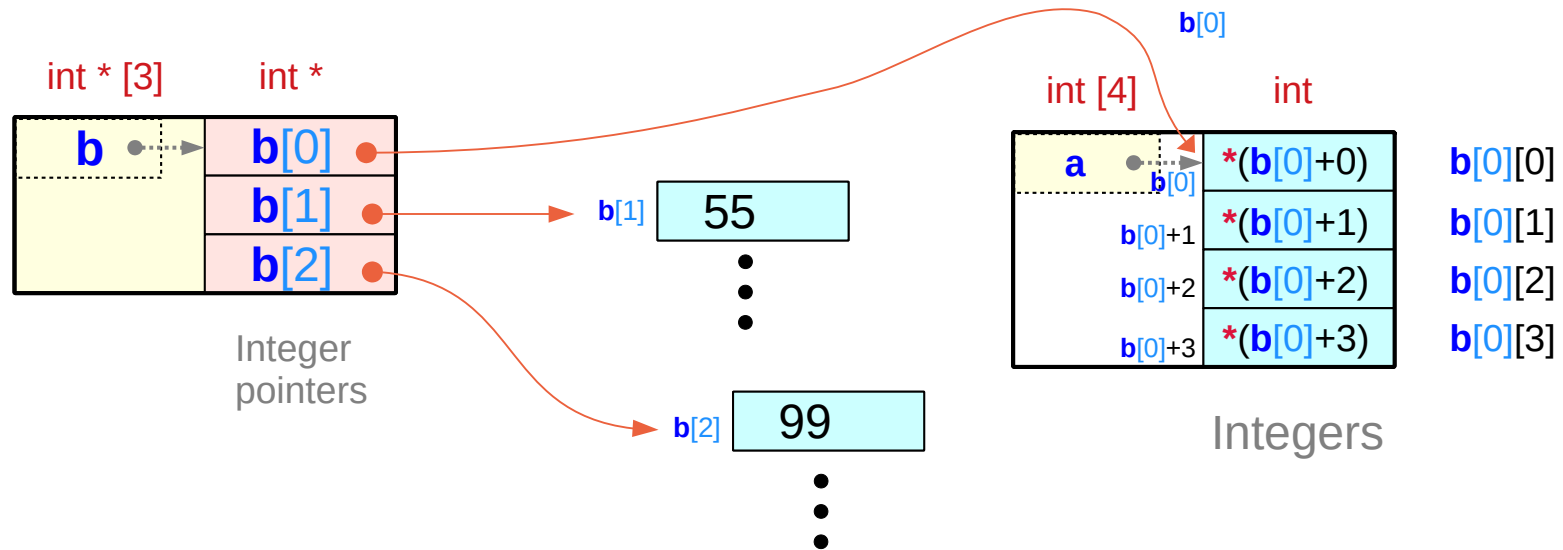 b[0]
int * [3]
int *
int [4]
int
b
b[0]
b[1]
b[2]
Integer
pointers
b[1]
55
b[2]
99
a
b[0]
*(b[0]+0)
b[0][0]
b[0]+1
*(b[0]+1)
b[0][1]
b[0]+2
*(b[0]+2)
b[0][2]
b[0]+3
*(b[0]+3)
b[0][3]
Integers